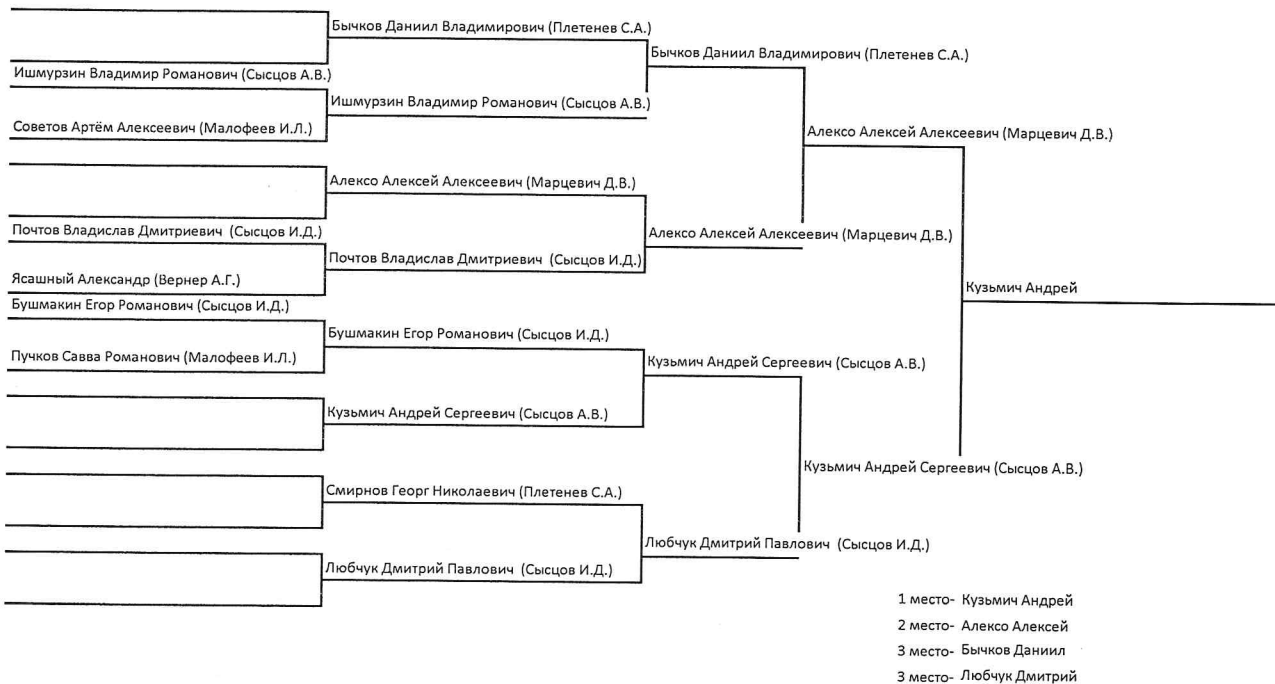 Бычков Даниил Владимирович (Плетенев С.А.)
Бычков Даниил Владимирович (Плетенев С.А.)
Ишмурзин Владимир Романович (Сысцов А.В.)
Ишмурзин Владимир Романович (Сысцов А.В.)
Советов Артём Алексеевич (Малофеев И.Л.)
Алексо Алексей Алексеевич (Марцевич Д.В.)
Алексо Алексей Алексеевич (Марцевич Д.В.)
Почтов Владислав Дмитриевич (Сысцов И.Д.)
Алексо Алексей Алексеевич (Марцевич Д.В.)
Почтов Владислав Дмитриевич (Сысцов И.Д.)
Ясашный Александр (Вернер А.Г.)
Кузьмич Андрей
Бушмакин Егор Романович (Сысцов И.Д.)
Бушмакин Егор Романович (Сысцов И.Д.)
Пучков Савва Романович (Малофеев И.Л.)
Кузьмич Андрей Сергеевич (Сысцов А.В.)
Кузьмич Андрей Сергеевич (Сысцов А.В.)
Кузьмич Андрей Сергеевич (Сысцов А.В.)
Смирнов Георг Николаевич (Плетенев С.А.)
Любчук Дмитрий Павлович (Сысцов И.Д.)
Любчук Дмитрий Павлович (Сысцов И.Д.)
1 место- Кузьмич Андрей
2 место- Алексо Алексей
3 место- Бычков Даниил
3 место- Любчук Дмитрий